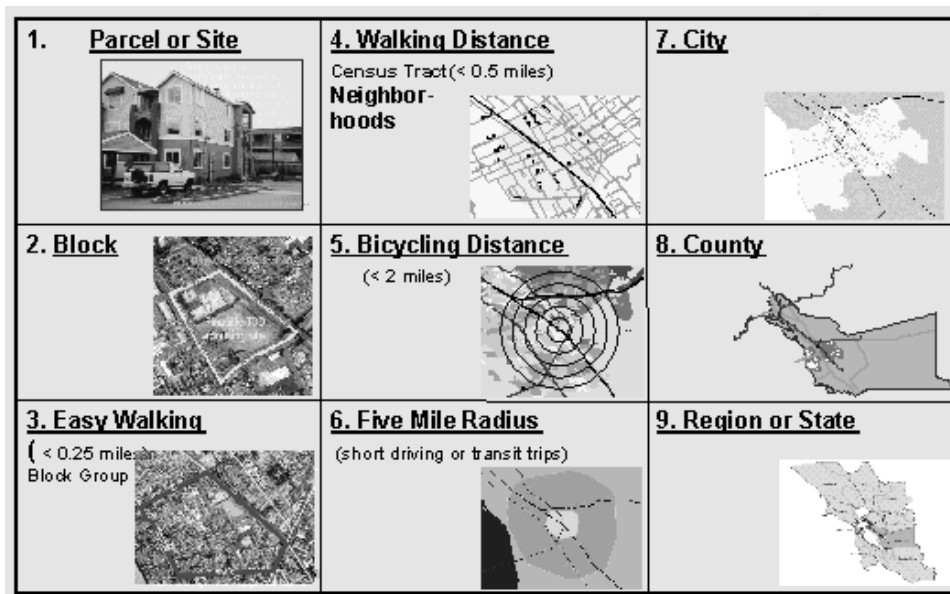 1. Parcel or Site
4. Walking Distance
Census Tract (< 0.5 miles)
Neighbor-
hoods
7. City
2. Block
5. Bicycling Distance
(< 2 miles)
8. County
3. Easy Walking
( < 0.25 miles)
Block Group
6. Five Mile Radius
(short driving or transit trips)
9. Region or State